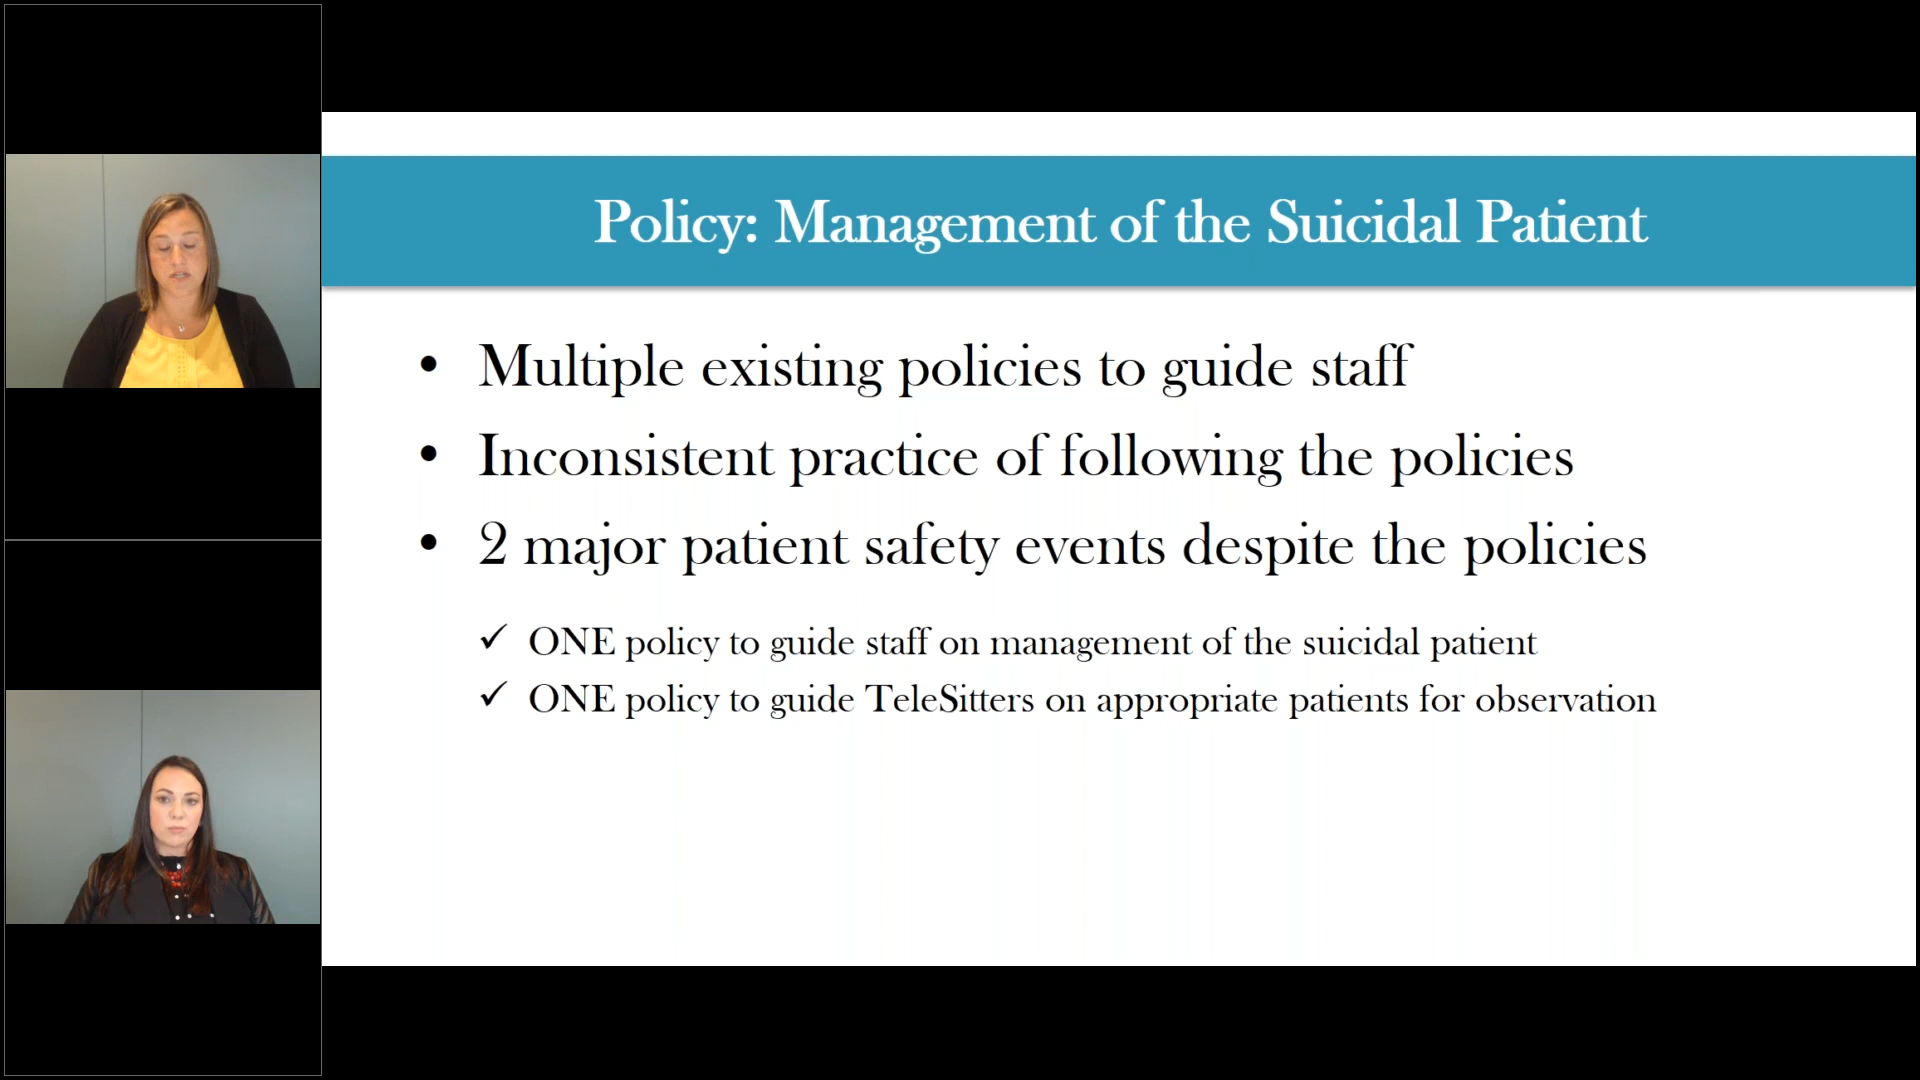 Policy: Management of the Suicidal Patient
• Multiple existing policies to guide staff
• Inconsistent practice of following the policies
• 2 major patient safety events despite the policies
✓ ONE policy to guide staff on management of the suicidal patient
✓ ONE policy to guide TeleSitters on appropriate patients for observation